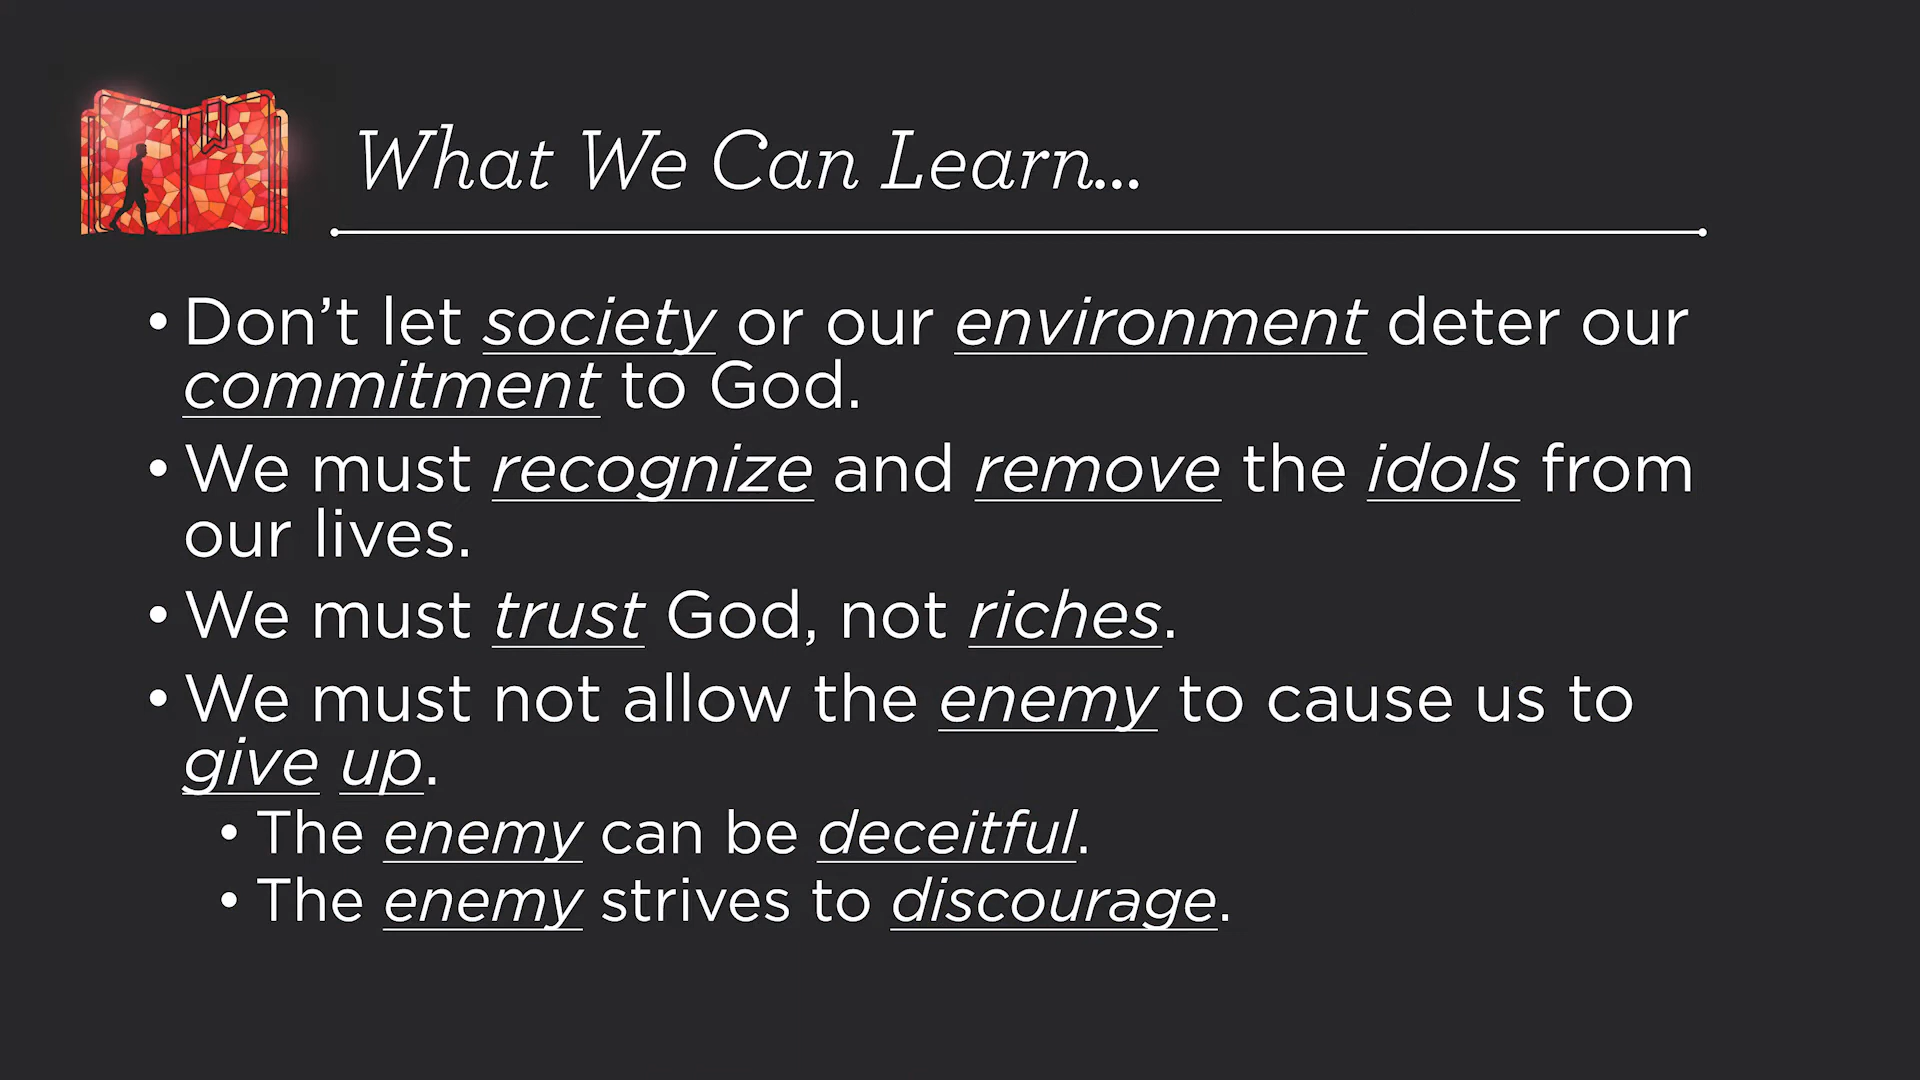 What We Can Learn...
• Don’t let society or our environment deter our
commitment to God.
• We must recognize and remove the idols from
our lives.
• We must trust God, not riches.
• We must not allow the enemy to cause us to
give up.
• The enemy can be deceitful.
• The enemy strives to discourage.